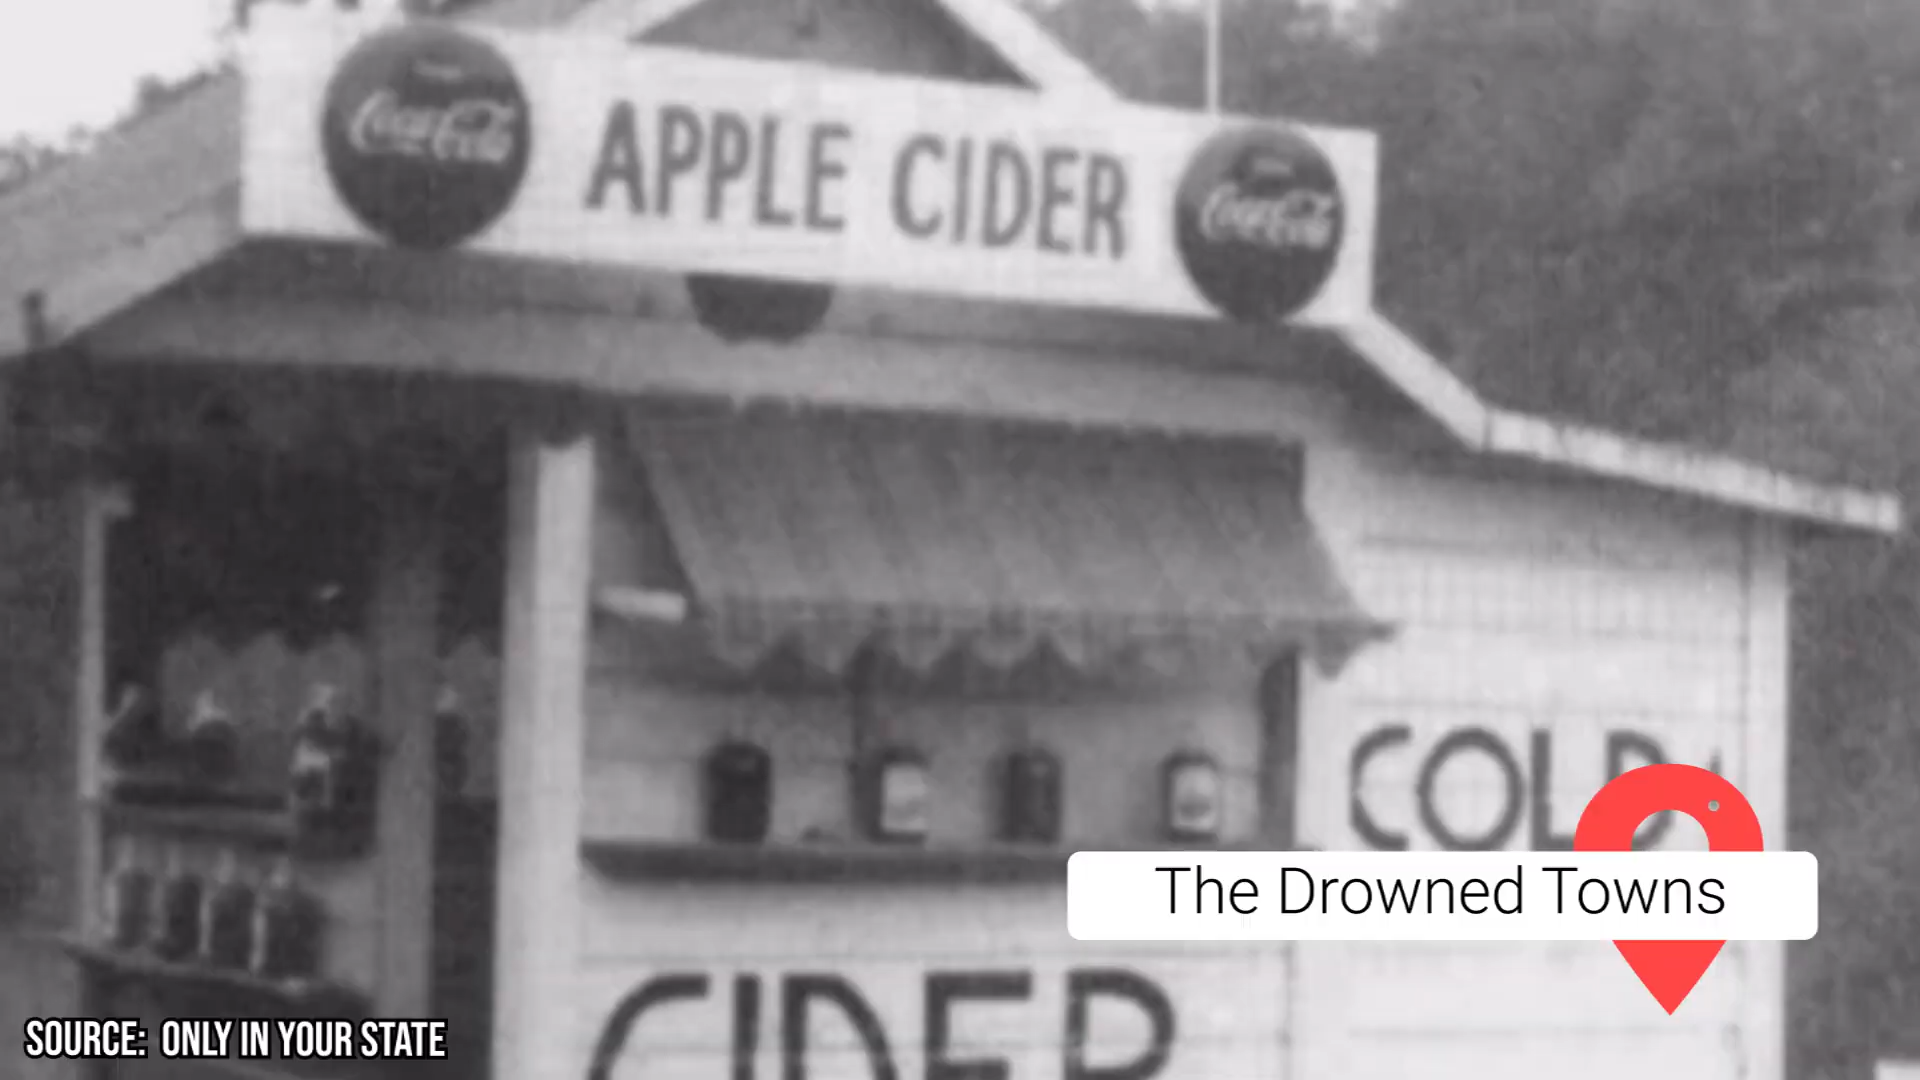 Coca-Cola
APPLE CIDER
Coca-Cola
COLD
The Drowned Towns
CIDER
SOURCE: ONLY IN YOUR STATE